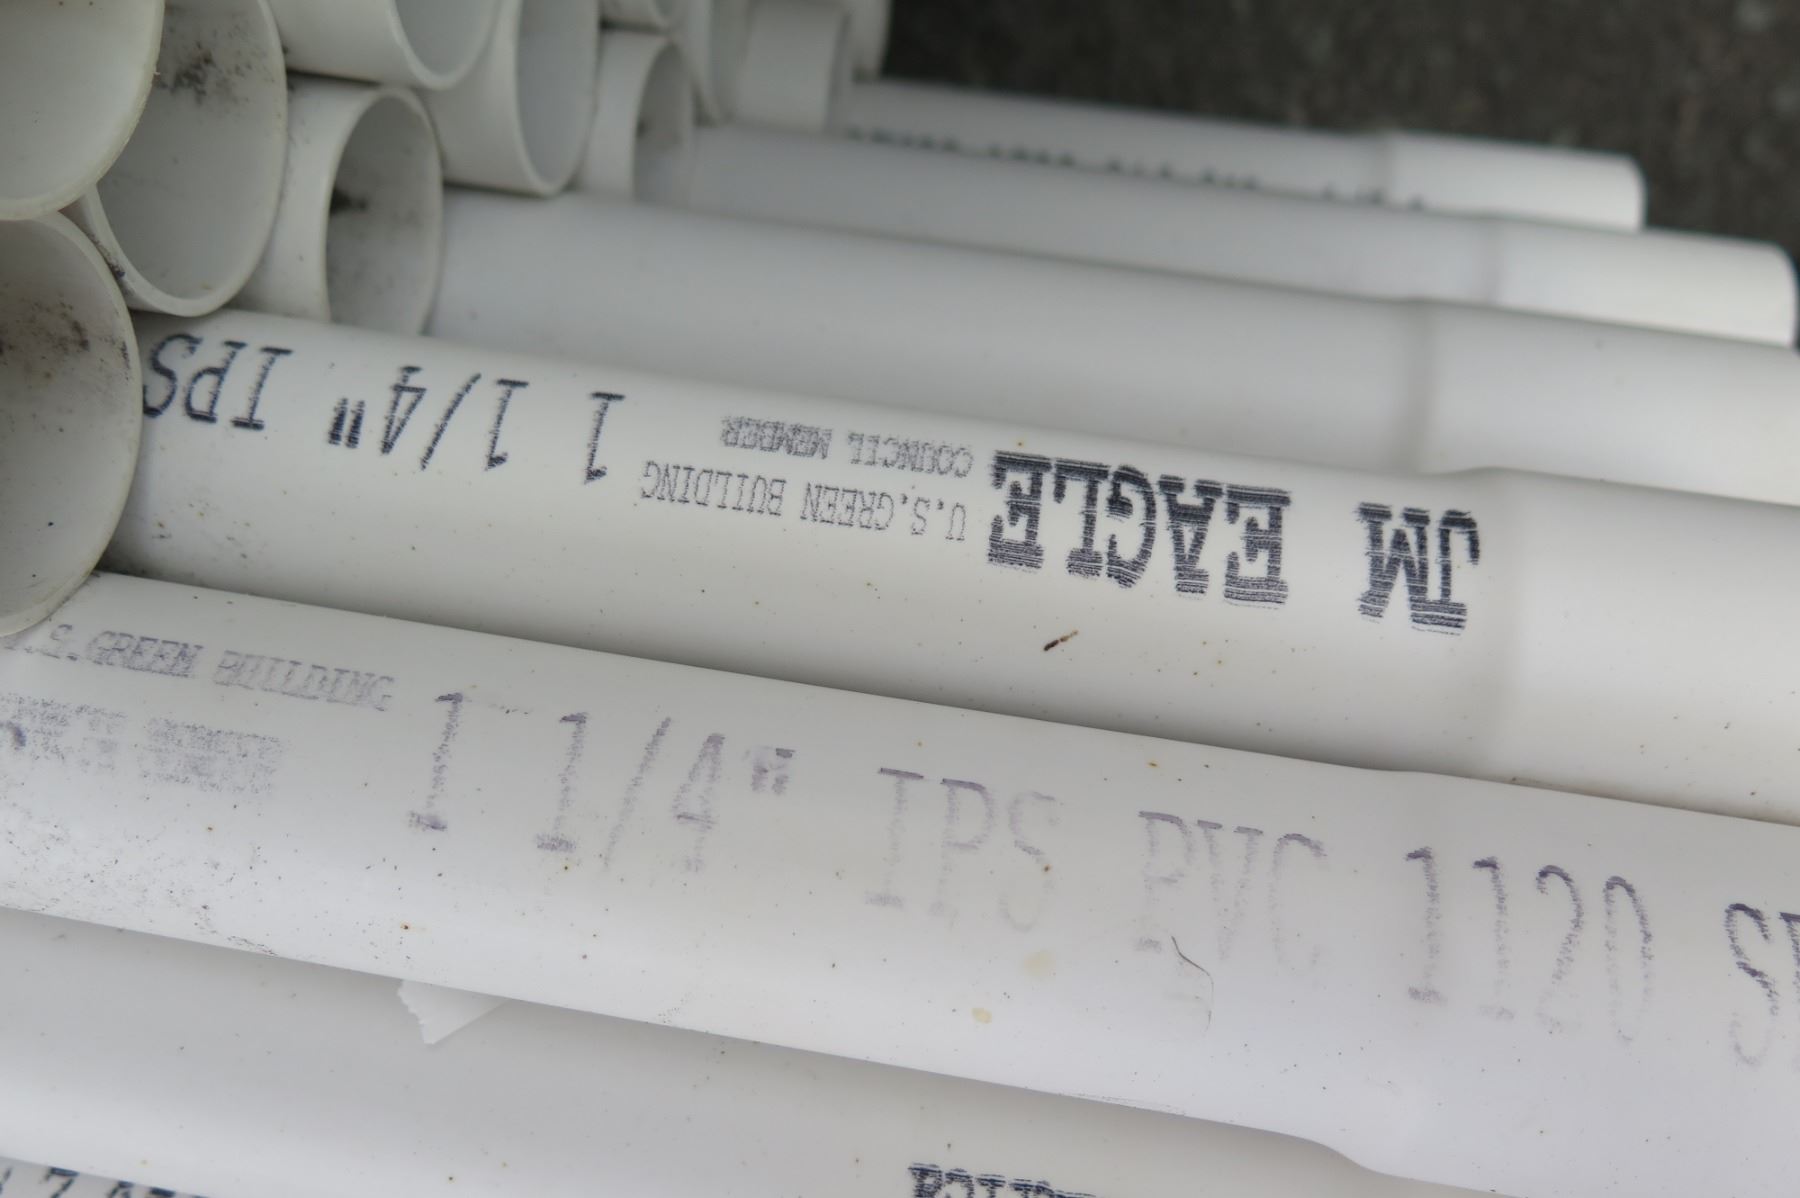 JM EAGLE U.S.GREEN BUILDING
COUNCIL MEMBER
1 1/4" IPS
.S.GREEN BUILDING
1 1/4" IPS PVC 1120